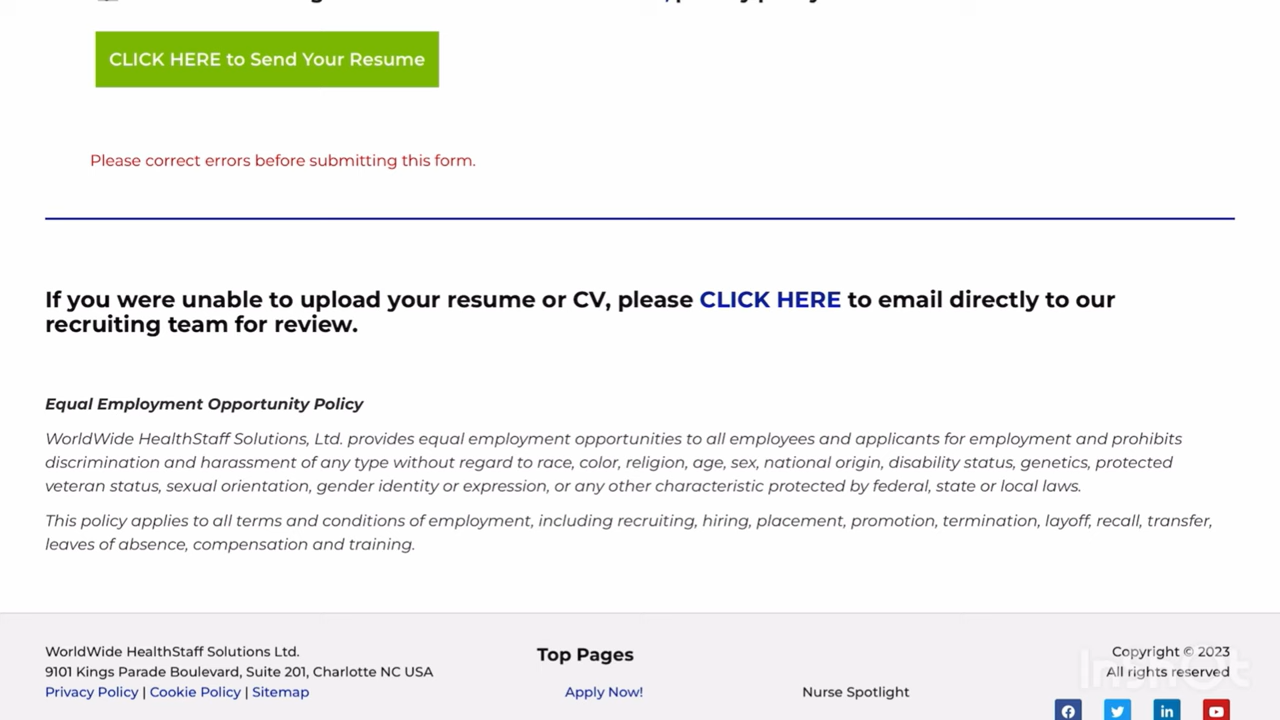 CLICK HERE to Send Your Resume
Please correct errors before submitting this form.
If you were unable to upload your resume or CV, please CLICK HERE to email directly to our
recruiting team for review.
Equal Employment Opportunity Policy
WorldWide HealthStaff Solutions, Ltd. provides equal employment opportunities to all employees and applicants for employment and prohibits
discrimination and harassment of any type without regard to race, color, religion, age, sex, national origin, disability status, genetics, protected
veteran status, sexual orientation, gender identity or expression, or any other characteristic protected by federal, state or local laws.
This policy applies to all terms and conditions of employment, including recruiting, hiring, placement, promotion, termination, layoff, recall, transfer,
leaves of absence, compensation and training.
WorldWide HealthStaff Solutions Ltd.
9101 Kings Parade Boulevard, Suite 201, Charlotte NC USA
Privacy Policy | Cookie Policy | Sitemap
Top Pages
Apply Now!
Nurse Spotlight
Copyright © 2023
All rights reserved
InShOt